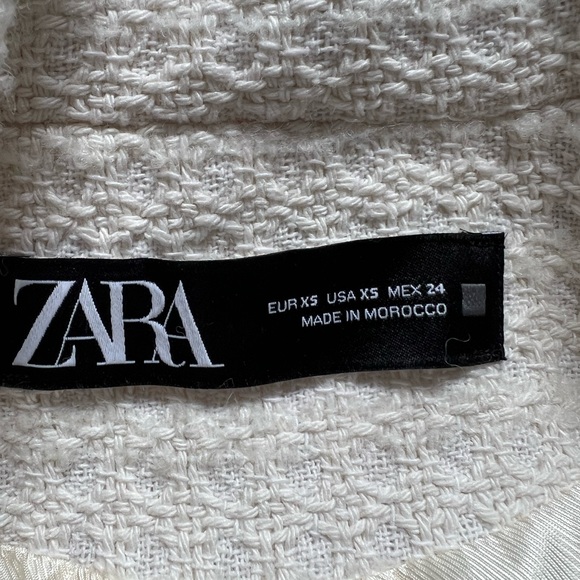 ZARA
EUR XS USA XS MEX 24
MADE IN MOROCCO